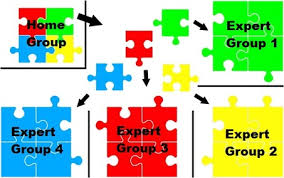 Home
Group
Expert
Group 1
Expert
Group 4
Expert
Group 3
Expert
Group 2